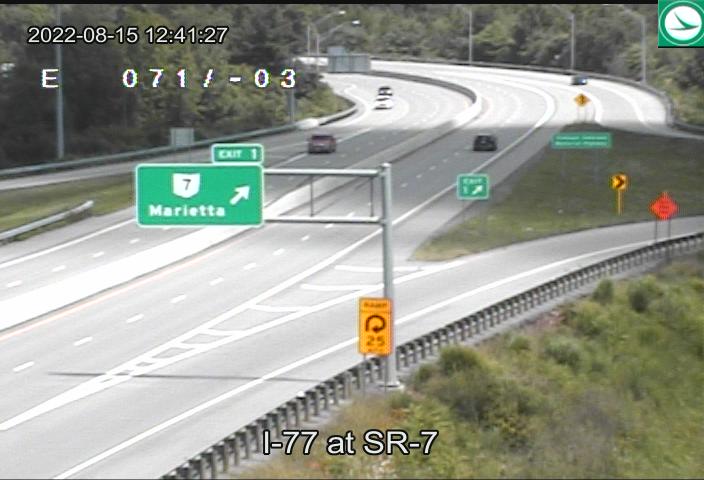 2022-08-15 12:41:27
E 071/-03
EXIT 1
7
Marietta
EXIT
1
RAMP
25
I-77 at SR-7